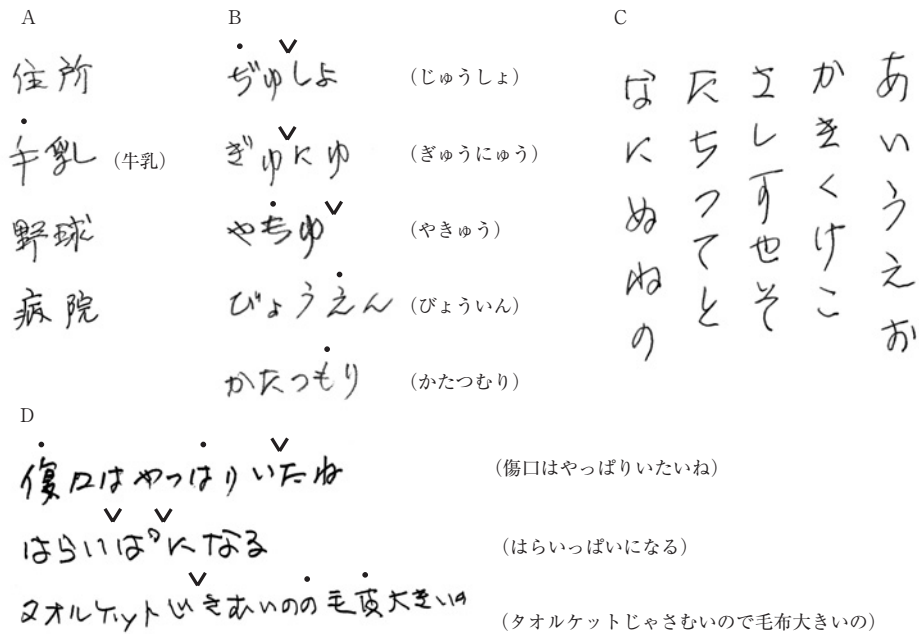 A
住所
牛乳（牛乳）
野球
病院
B
ぢゅしょ（じゅうしょ）
ぎゅにゆ（ぎゅうにゅう）
やちゆ（やきゅう）
びょうえん（びょういん）
かたつもり（かたつむり）
C
あいうえお
かきくけこ
さしすせそ
たちつてと
なにぬねの
D
傷口はやっはりいたね（傷口はやっぱりいたいね）
はらいぱになる（はらいっぱいになる）
タオルケットじさむいのの毛皮大きいの（タオルケットじゃさむいので毛布大きいの）